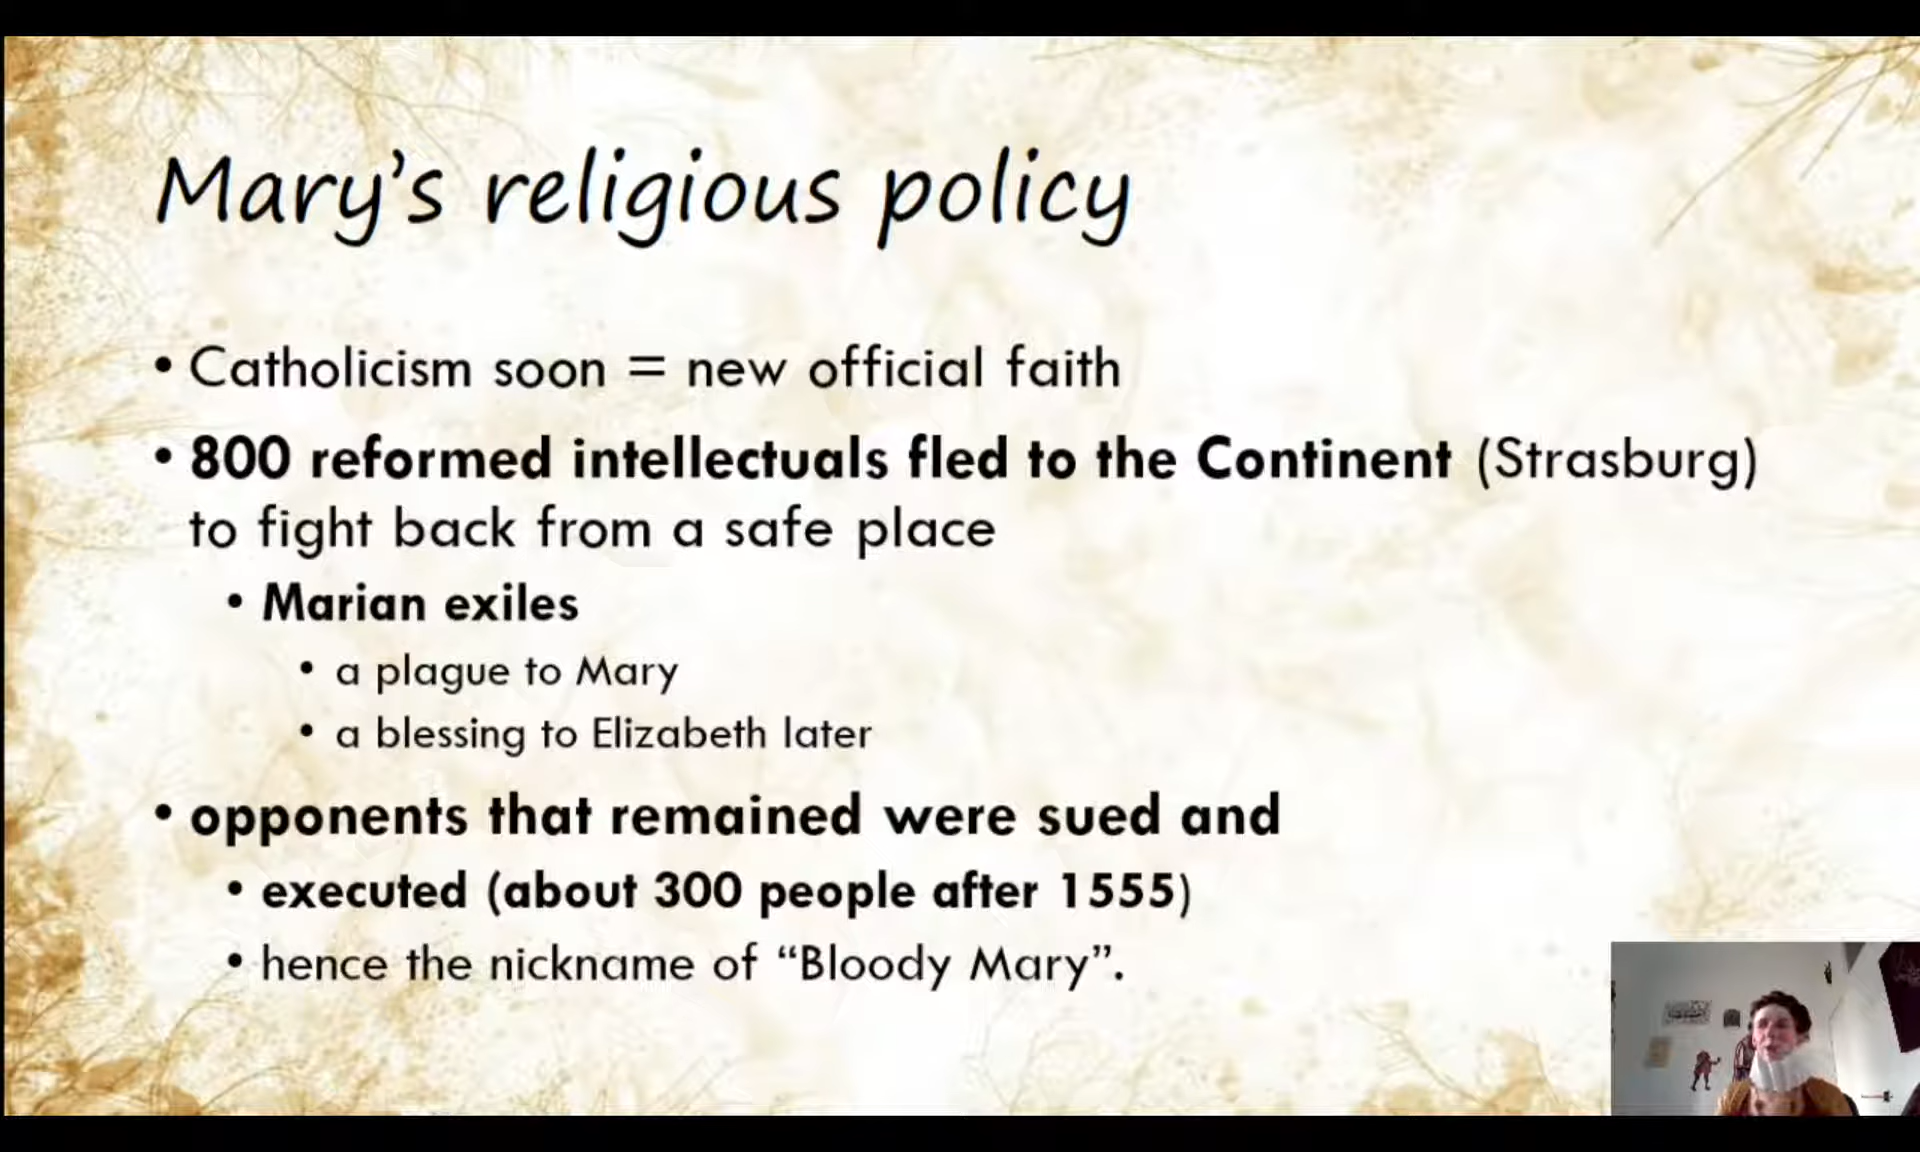 Mary's religious policy
• Catholicism soon = new official faith
• 800 reformed intellectuals fled to the Continent (Strasburg)
to fight back from a safe place
• Marian exiles
• a plague to Mary
• a blessing to Elizabeth later
• opponents that remained were sued and
• executed (about 300 people after 1555)
• hence the nickname of “Bloody Mary”.